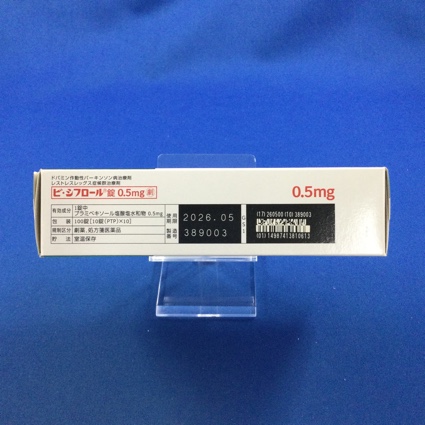 ドパミン作動性パーキンソン病治療剤
レストレスレッグス症候群治療剤
ビ・シフロール®錠 0.5mg 劇
0.5mg
有効成分 1錠中 プラミペキソール塩酸塩水和物 0.5mg
包装 100錠[10錠(PTP)×10]
規制区分 劇薬、処方箋医薬品
貯法 室温保存
使用期限 2026.05
製造番号 389003
GS1
(17) 260500 (10) 389003
(01) 14987413810613